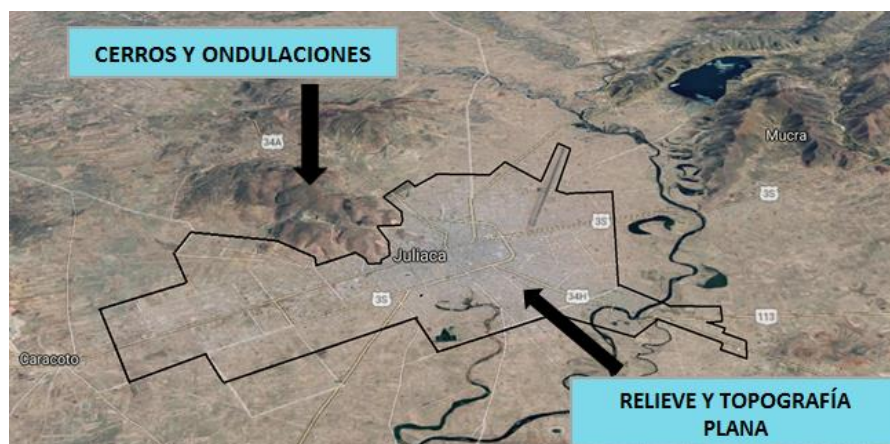 CERROS Y ONDULACIONES
Mucra
34A
3S
3S
Juliaca
3S
34H
113
Caracoto
RELIEVE Y TOPOGRAFÍA
PLANA